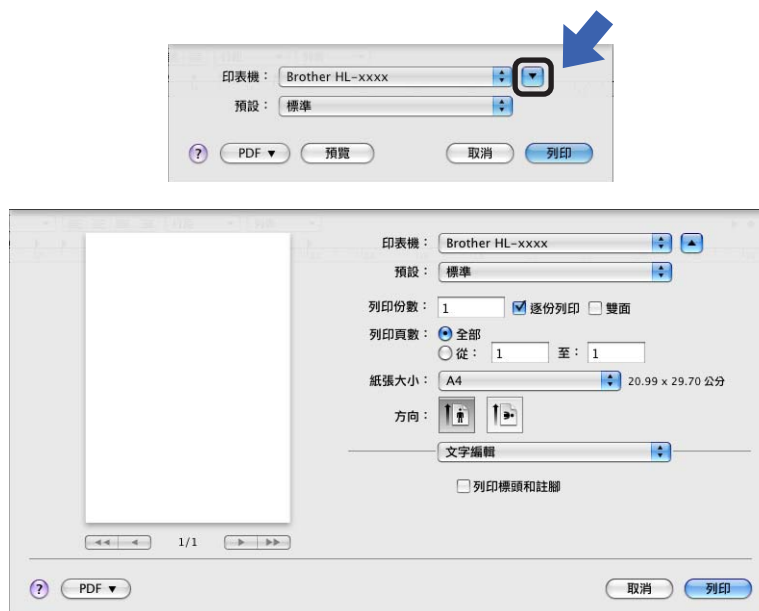 印表機： Brother HL-xxxx
預設： 標準
? PDF ▼ 預覽 取消 列印
印表機： Brother HL-xxxx
預設： 標準
列印份數： 1 逐份列印 雙面
列印頁數： 全部
從： 1 至： 1
紙張大小： A4 20.99 x 29.70 公分
方向：
文字編輯
列印標頭和註腳
1/1
? PDF ▼ 取消 列印